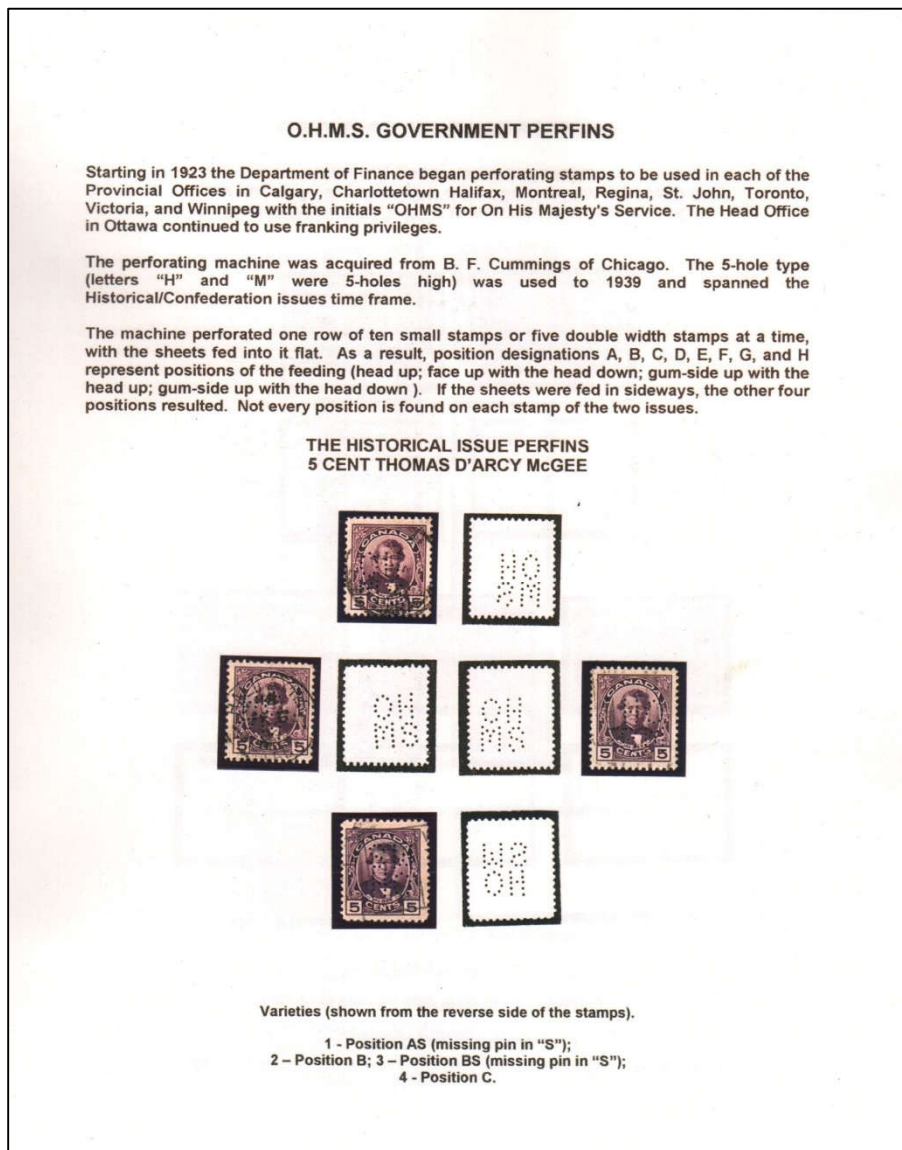 O.H.M.S. GOVERNMENT PERFINS
Starting in 1923 the Department of Finance began perforating stamps to be used in each of the
Provincial Offices in Calgary, Charlottetown Halifax, Montreal, Regina, St. John, Toronto,
Victoria, and Winnipeg with the initials “OHMS” for On His Majesty's Service. The Head Office
in Ottawa continued to use franking privileges.
The perforating machine was acquired from B. F. Cummings of Chicago. The 5-hole type
(letters “H” and “M” were 5-holes high) was used to 1939 and spanned the
Historical/Confederation issues time frame.
The machine perforated one row of ten small stamps or five double width stamps at a time,
with the sheets fed into it flat. As a result, position designations A, B, C, D, E, F, G, and H
represent positions of the feeding (head up; face up with the head down; gum-side up with the
head up; gum-side up with the head down ). If the sheets were fed in sideways, the other four
positions resulted. Not every position is found on each stamp of the two issues.
THE HISTORICAL ISSUE PERFINS
5 CENT THOMAS D'ARCY McGEE
CANADA
5 CENTS 5
HO
SM
CANADA
5 CENTS 5
OH
MS
OH
MS
CANADA
5 CENTS 5
CANADA
5 CENTS 5
MS
OH
Varieties (shown from the reverse side of the stamps).
1 - Position AS (missing pin in “S”);
2 – Position B; 3 – Position BS (missing pin in “S”);
4 - Position C.